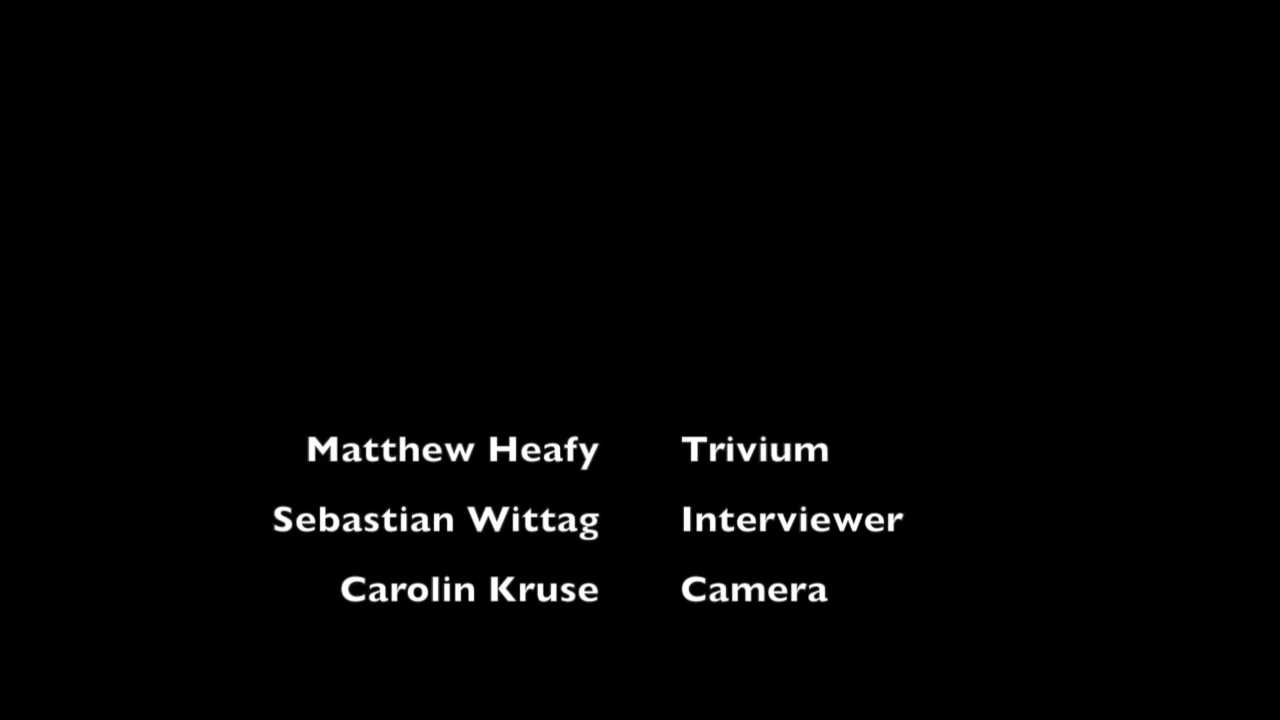 Matthew Heafy Trivium
Sebastian Wittag Interviewer
Carolin Kruse Camera